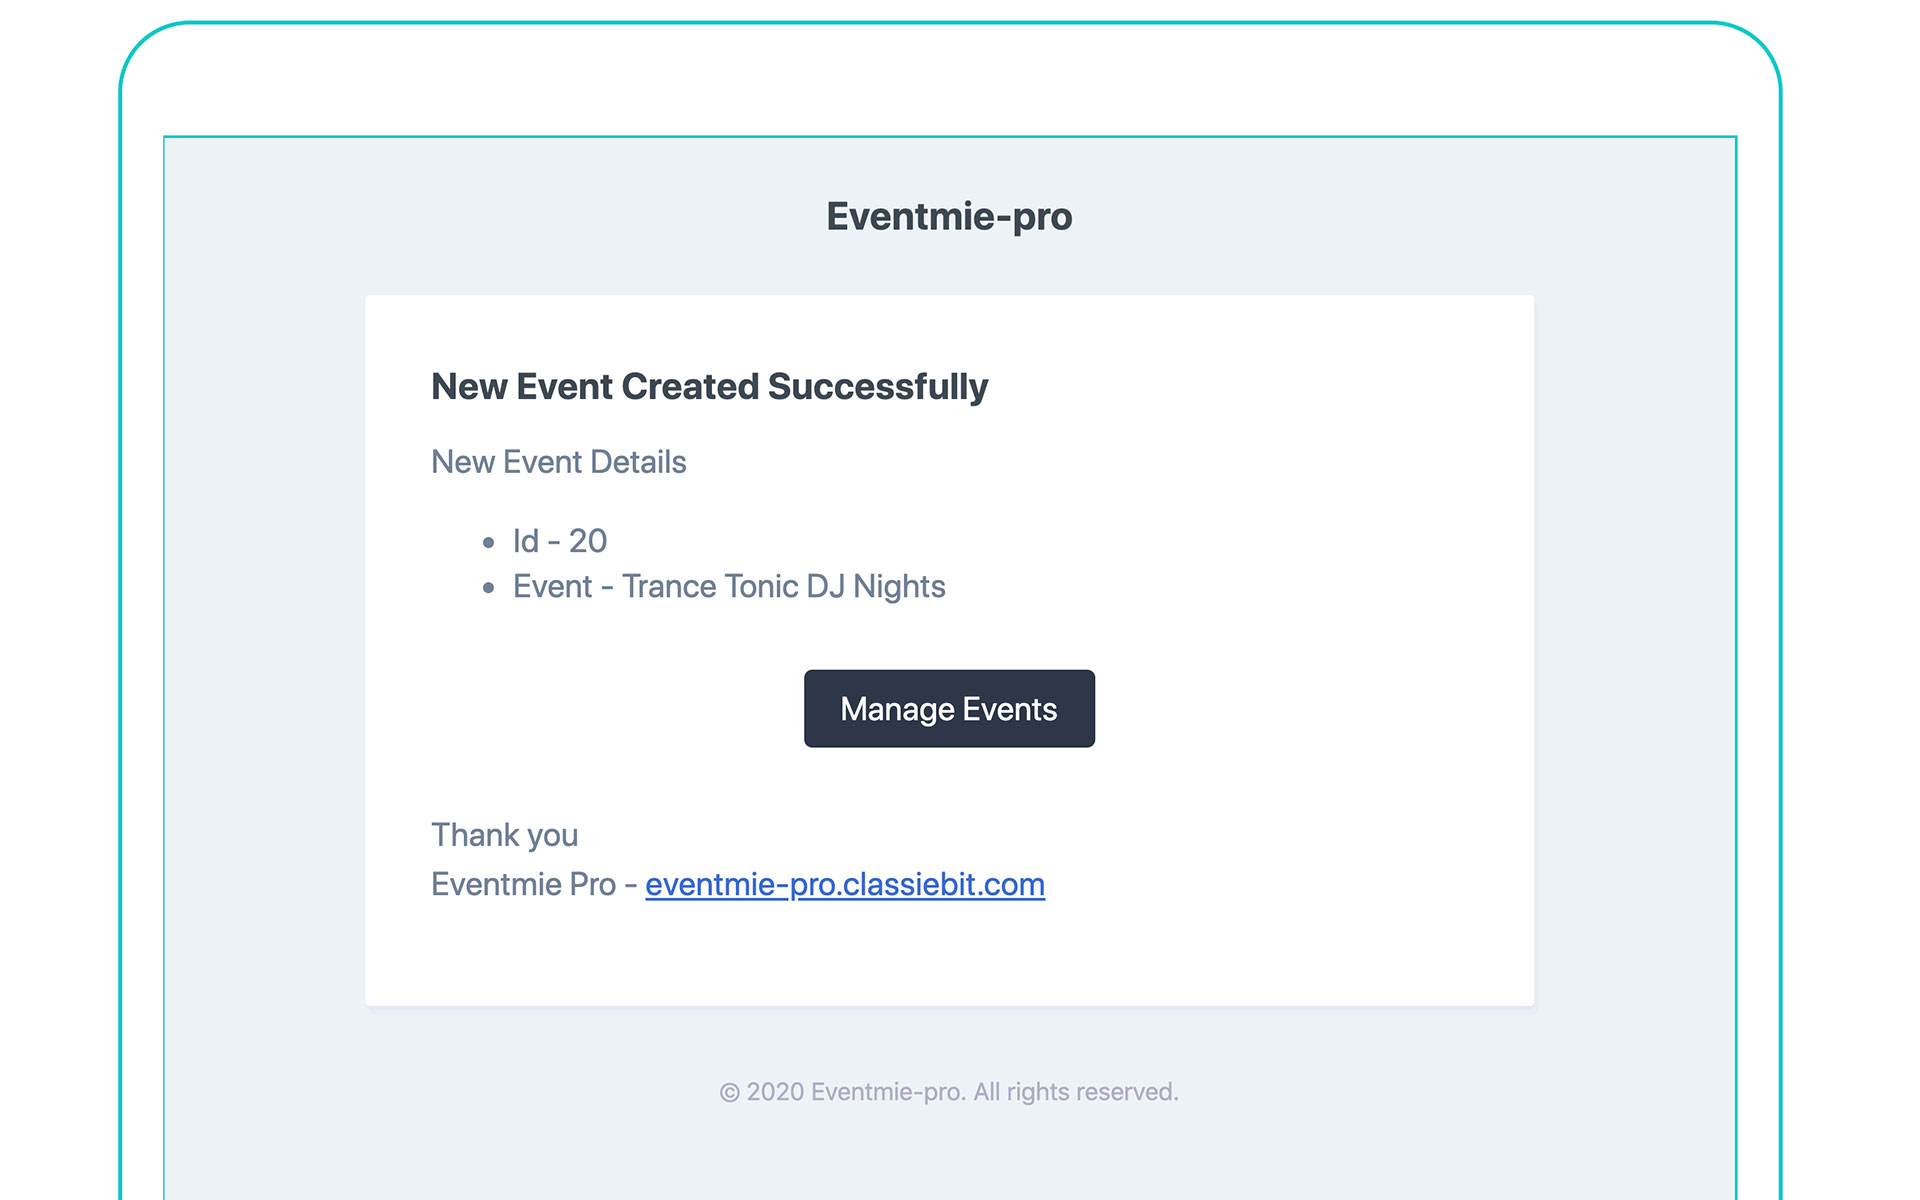 Eventmie-pro
New Event Created Successfully
New Event Details
• Id - 20
• Event - Trance Tonic DJ Nights
Manage Events
Thank you
Eventmie Pro - eventmie-pro.classiebit.com
© 2020 Eventmie-pro. All rights reserved.